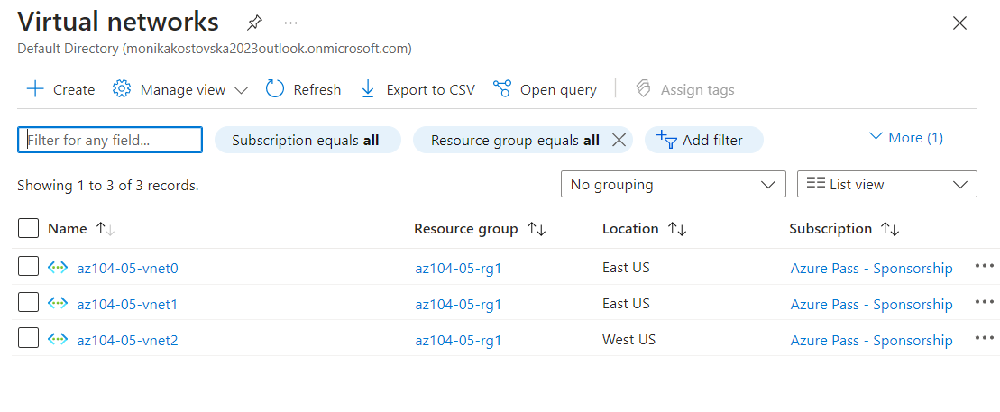 Virtual networks ...
Default Directory (monikakostovska2023outlook.onmicrosoft.com)
Create Manage view Refresh Export to CSV Open query Assign tags
Filter for any field... Subscription equals all Resource group equals all Add filter More (1)
Showing 1 to 3 of 3 records. No grouping List view
Name Resource group Location Subscription
az104-05-vnet0 az104-05-rg1 East US Azure Pass - Sponsorship ...
az104-05-vnet1 az104-05-rg1 East US Azure Pass - Sponsorship ...
az104-05-vnet2 az104-05-rg1 West US Azure Pass - Sponsorship ...